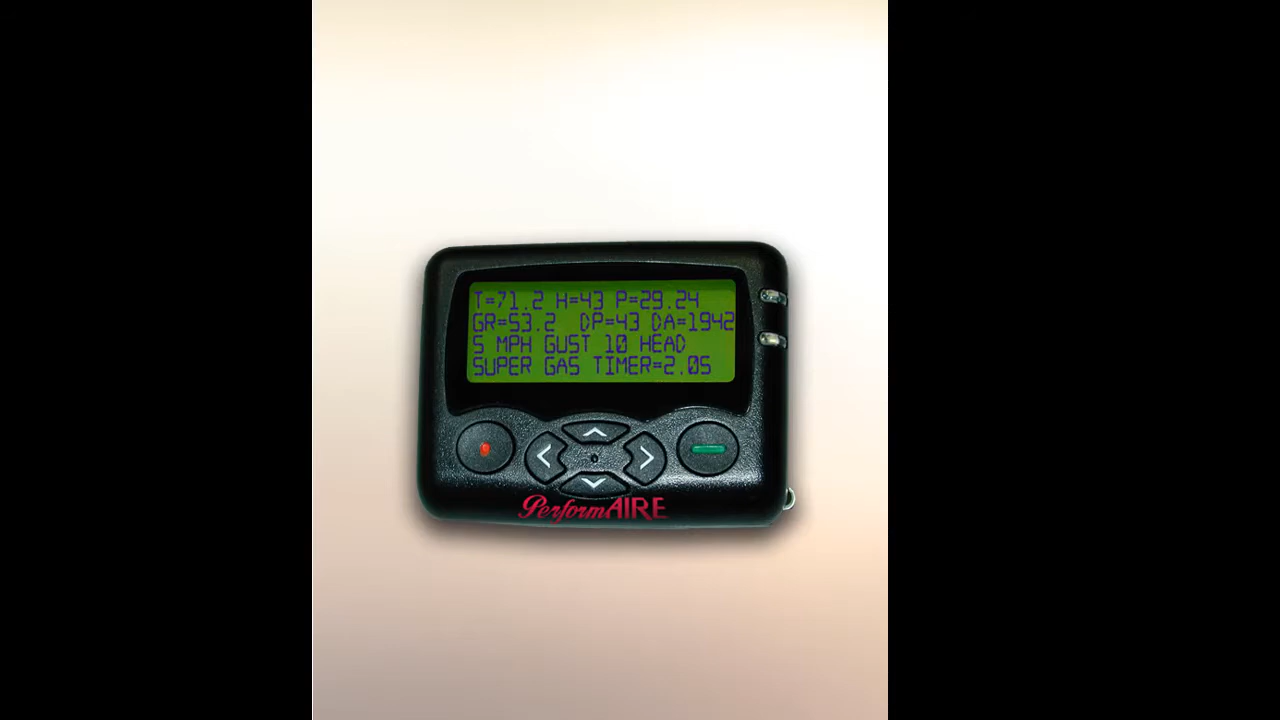 T=71.2 H=43 P=29.24
GR=53.2 DP=43 DA=1942
5 MPH GUST 10 HEAD
SUPER GAS TIMER=2.05
PerformAIRE